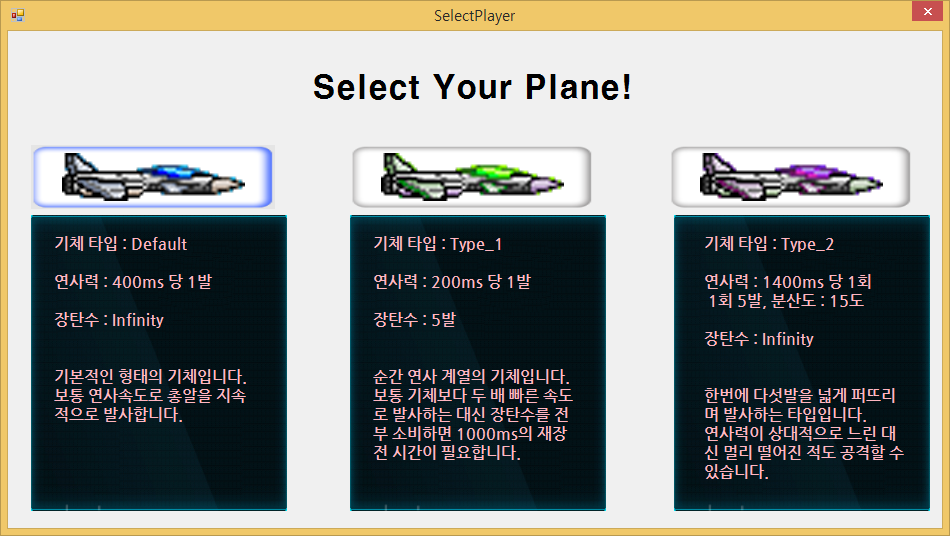 SelectPlayer
Select Your Plane!
기체 타입 : Default
연사력 : 400ms 당 1발
장탄수 : Infinity
기본적인 형태의 기체입니다.
보통 연사속도로 총알을 지속
적으로 발사합니다.
기체 타입 : Type_1
연사력 : 200ms 당 1발
장탄수 : 5발
순간 연사 계열의 기체입니다.
보통 기체보다 두 배 빠른 속도
로 발사하는 대신 장탄수를 전
부 소비하면 1000ms의 재장
전 시간이 필요합니다.
기체 타입 : Type_2
연사력 : 1400ms 당 1회
1회 5발, 분산도 : 15도
장탄수 : Infinity
한번에 다섯발을 넓게 퍼뜨리
며 발사하는 타입입니다.
연사력이 상대적으로 느린 대
신 멀리 떨어진 적도 공격할 수
있습니다.